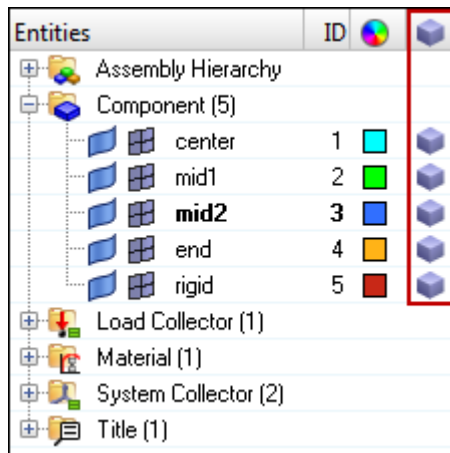 Entities ID
Assembly Hierarchy
Component (5)
center 1
mid1 2
mid2 3
end 4
rigid 5
Load Collector (1)
Material (1)
System Collector (2)
Title (1)